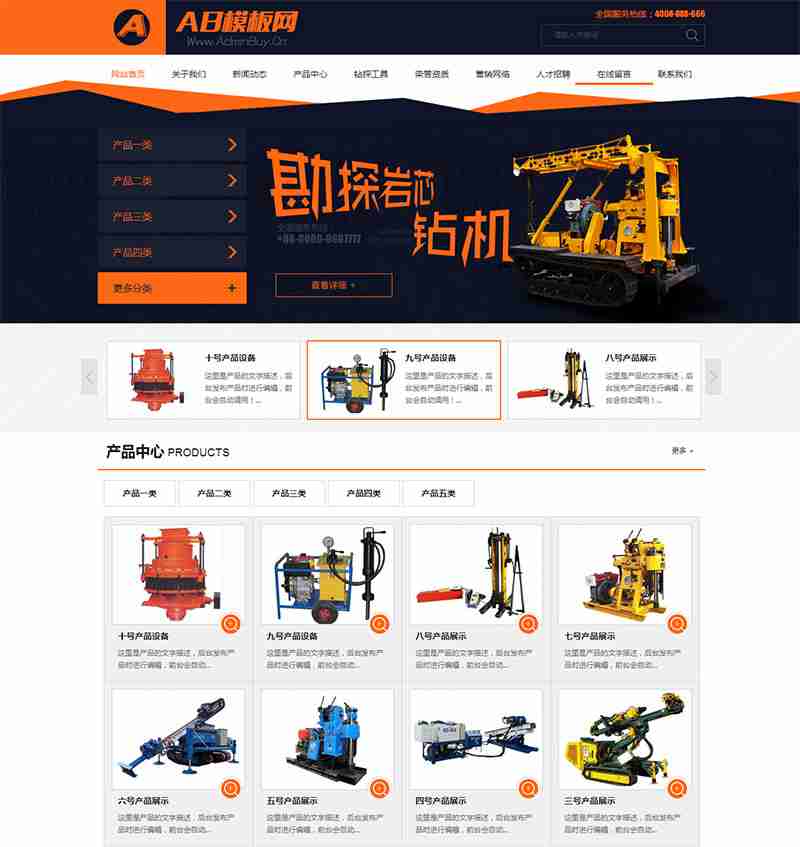 AB模板网
Www.AdminBuy.Cn
全国服务热线：4008-888-666
请输入关键词
网站首页 关于我们 新闻动态 产品中心 钻探工具 荣誉资质 营销网络 人才招聘 在线留言 联系我们
产品一类
产品二类
产品三类
产品四类
更多分类 +
勘探岩芯
钻机
全国服务热线
查看详细 +
十号产品设备
这里是产品的文字描述，后
台发布产品时进行编辑，前
台会自动调用！...
九号产品设备
这里是产品的文字描述，后
台发布产品时进行编辑，前
台会自动调用！...
八号产品展示
这里是产品的文字描述，后
台发布产品时进行编辑，前
台会自动调用！...
产品中心 PRODUCTS
更多 +
产品一类 产品二类 产品三类 产品四类 产品五类
十号产品设备
这里是产品的文字描述，后台发布产
品时进行编辑，前台会自动...
九号产品设备
这里是产品的文字描述，后台发布产
品时进行编辑，前台会自动...
八号产品展示
这里是产品的文字描述，后台发布产
品时进行编辑，前台会自动...
七号产品展示
这里是产品的文字描述，后台发布产
品时进行编辑，前台会自动...
六号产品展示
这里是产品的文字描述，后台发布产
品时进行编辑，前台会自动...
五号产品展示
这里是产品的文字描述，后台发布产
品时进行编辑，前台会自动...
四号产品展示
这里是产品的文字描述，后台发布产
品时进行编辑，前台会自动...
三号产品展示
这里是产品的文字描述，后台发布产
品时进行编辑，前台会自动...